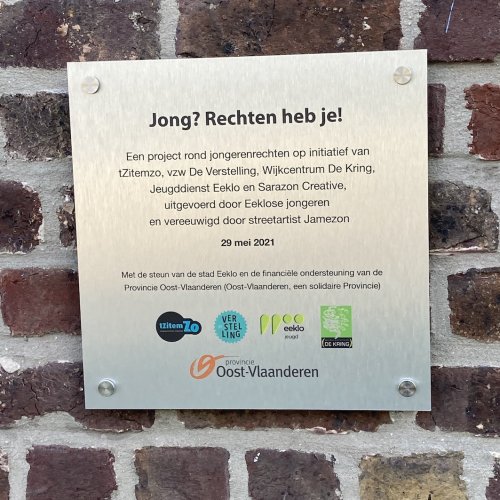 Jong? Rechten heb je!
Een project rond jongerenrechten op initiatief van
tZitemzo, vzw De Verstelling, Wijkcentrum De Kring,
Jeugddienst Eeklo en Sarazon Creative,
uitgevoerd door Eeklose jongeren
en vereeuwigd door streetartist Jamezon
29 mei 2021
Met de steun van de stad Eeklo en de financiële ondersteuning van de
Provincie Oost-Vlaanderen (Oost-Vlaanderen, een solidaire Provincie)
tZitemZo
VER
STEL
LING
eeklo
jeugd
DE KRING
provincie
Oost-Vlaanderen